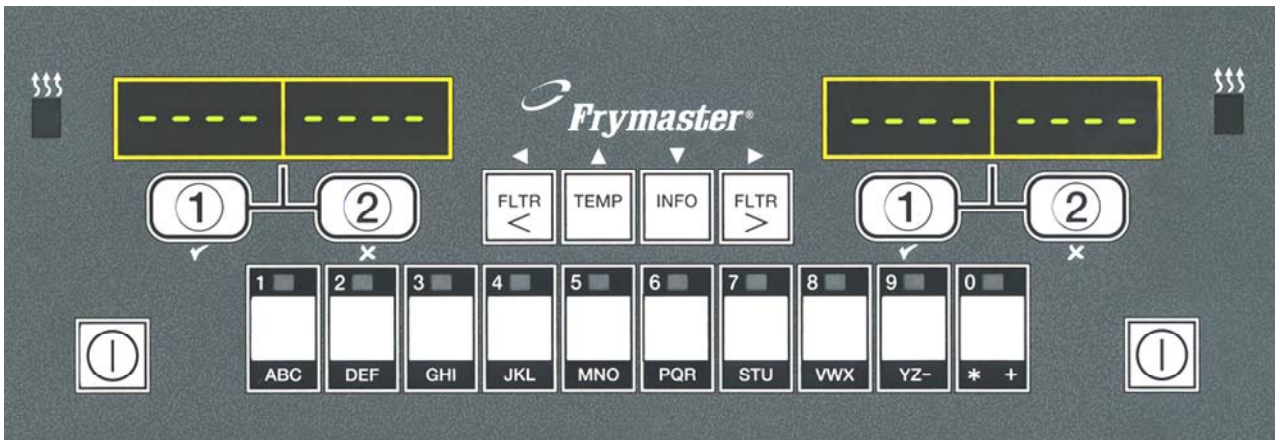 - - - - - - - -
Frymaster®
- - - - - - - -
① ②
FLTR < TEMP INFO FLTR >
① ②
1 2 3 4 5 6 7 8 9 0
ABC DEF GHI JKL MNO PQR STU VWX YZ- * +